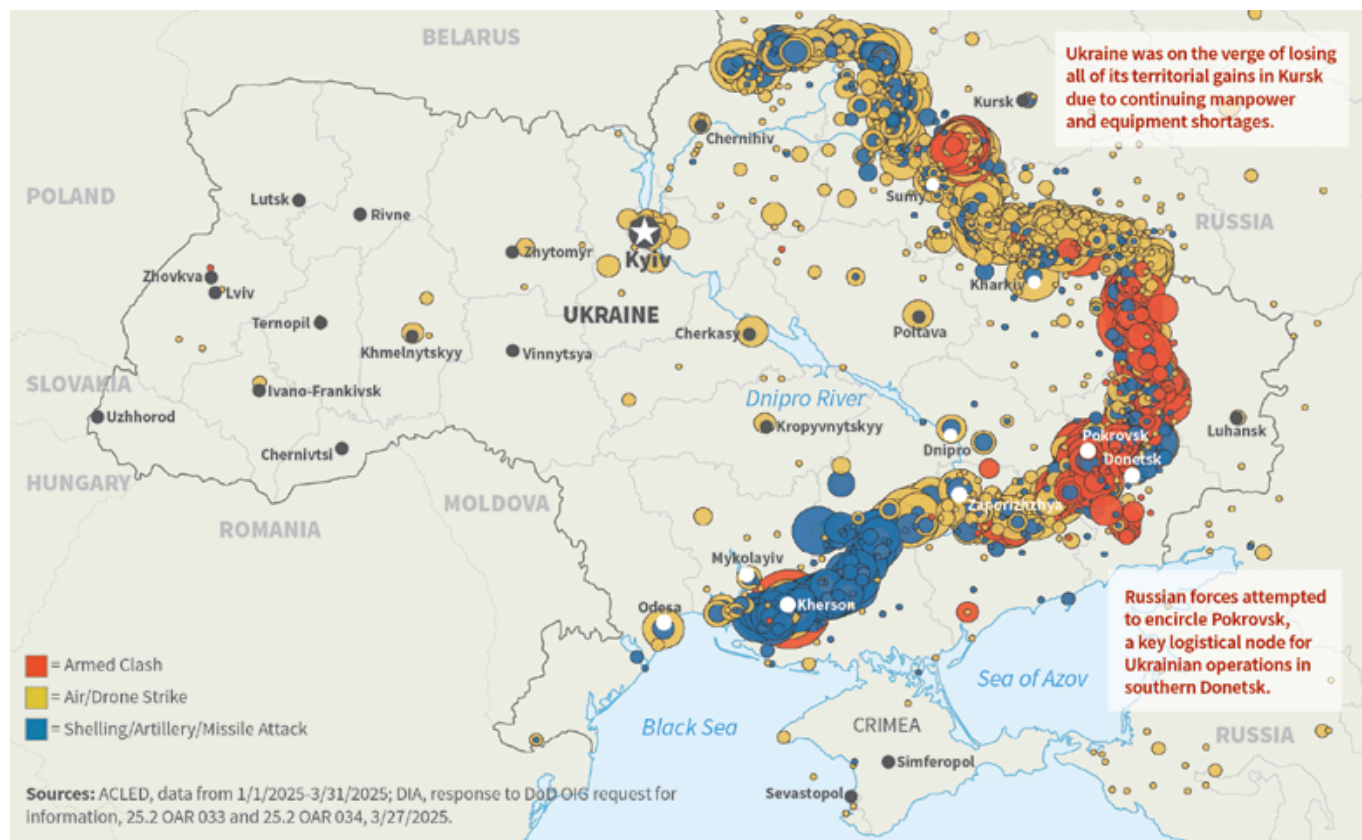 BELARUS
Ukraine was on the verge of losing
all of its territorial gains in Kursk
due to continuing manpower
and equipment shortages.
Kursk
Chernihiv
POLAND
Lutsk
Rivne
Sumy
RUSSIA
Kyiv
Zhytomyr
Zhovkva
Lviv
Kharkiv
UKRAINE
Ternopil
Khmelnytskyy
Vinnytsya
Cherkasy
Poltava
SLOVAKIA
Ivano-Frankivsk
Uzhhorod
Dnipro River
Kropyvnytskyy
Luhansk
Chernivtsi
Dnipro
Pokrovsk
Donetsk
HUNGARY
MOLDOVA
ROMANIA
Zaporizhzhya
Mykolayiv
Kherson
Odesa
Russian forces attempted
to encircle Pokrovsk,
a key logistical node for
Ukrainian operations in
southern Donetsk.
= Armed Clash
= Air/Drone Strike
= Shelling/Artillery/Missile Attack
Sea of Azov
Black Sea
CRIMEA
RUSSIA
Simferopol
Sevastopol
Sources: ACLED, data from 1/1/2025-3/31/2025; DIA, response to DoD OIG request for
information, 25.2 OAR 033 and 25.2 OAR 034, 3/27/2025.